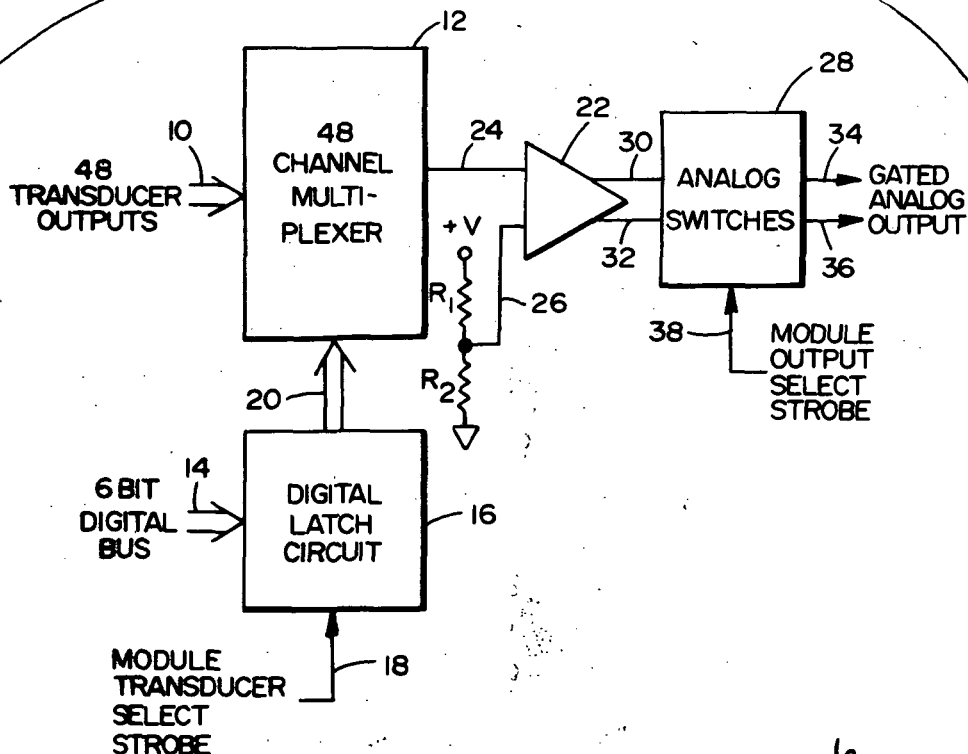 12
48
CHANNEL
MULTI-
PLEXER
10
48
TRANSDUCER
OUTPUTS
24
22
30
32
28
ANALOG
SWITCHES
34
GATED
ANALOG
OUTPUT
36
+V
R1
26
R2
38
MODULE
OUTPUT
SELECT
STROBE
20
6 BIT
DIGITAL
BUS
14
DIGITAL
LATCH
CIRCUIT
16
MODULE
TRANSDUCER
SELECT
STROBE
18